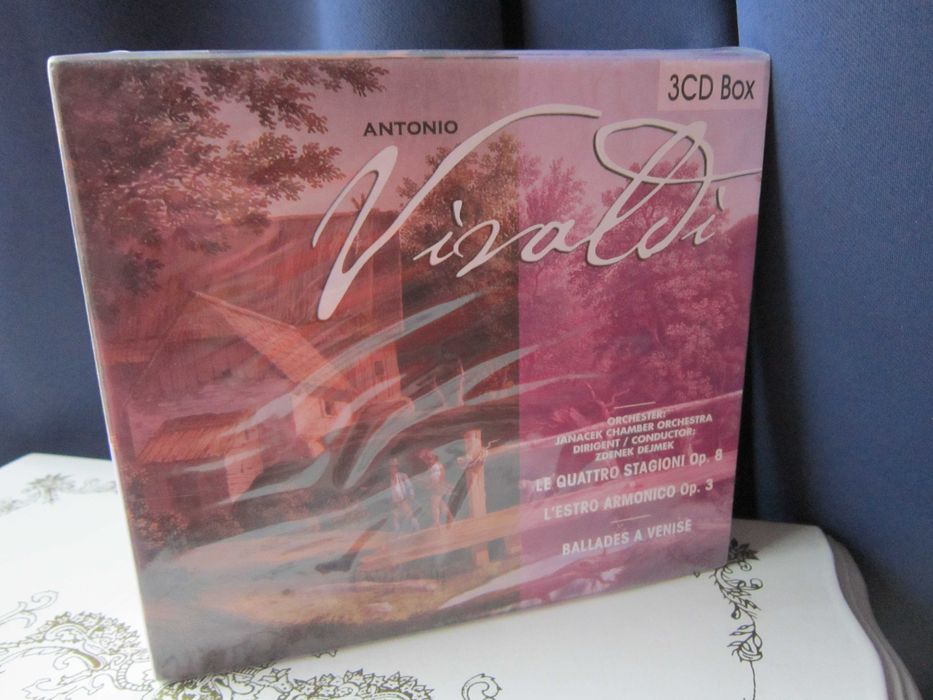 3CD Box
ANTONIO
Vivaldi
ORCHESTER:
JANACEK CHAMBER ORCHESTRA
DIRIGENT / CONDUCTOR:
ZDENEK DEJMEK
LE QUATTRO STAGIONI Op. 8
L'ESTRO ARMONICO Op. 3
BALLADES A VENISE